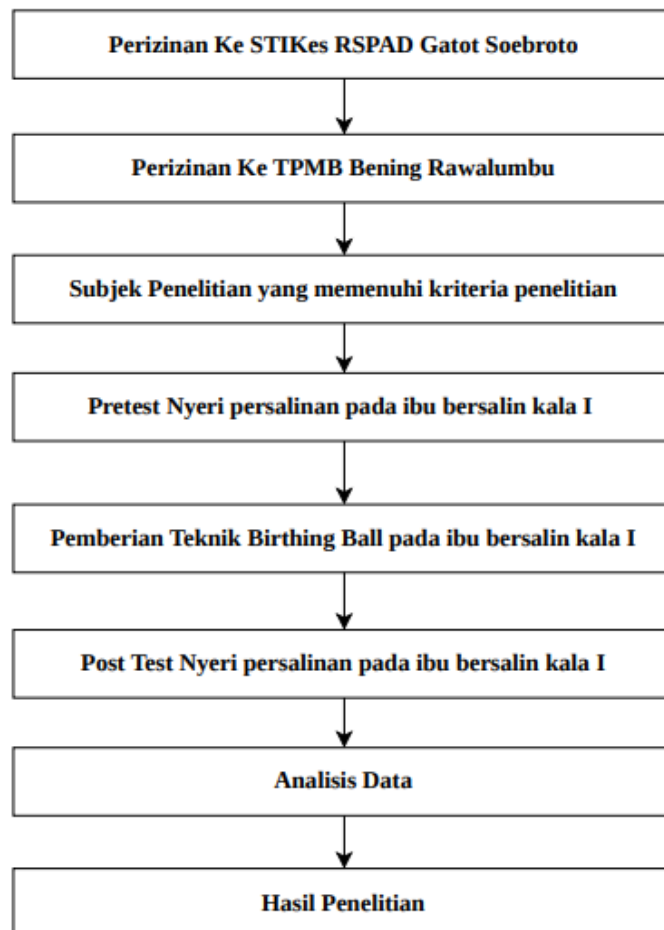 Perizinan Ke STIKes RSPAD Gatot Soebroto
Perizinan Ke TPMB Bening Rawalumbu
Subjek Penelitian yang memenuhi kriteria penelitian
Pretest Nyeri persalinan pada ibu bersalin kala I
Pemberian Teknik Birthing Ball pada ibu bersalin kala I
Post Test Nyeri persalinan pada ibu bersalin kala I
Analisis Data
Hasil Penelitian